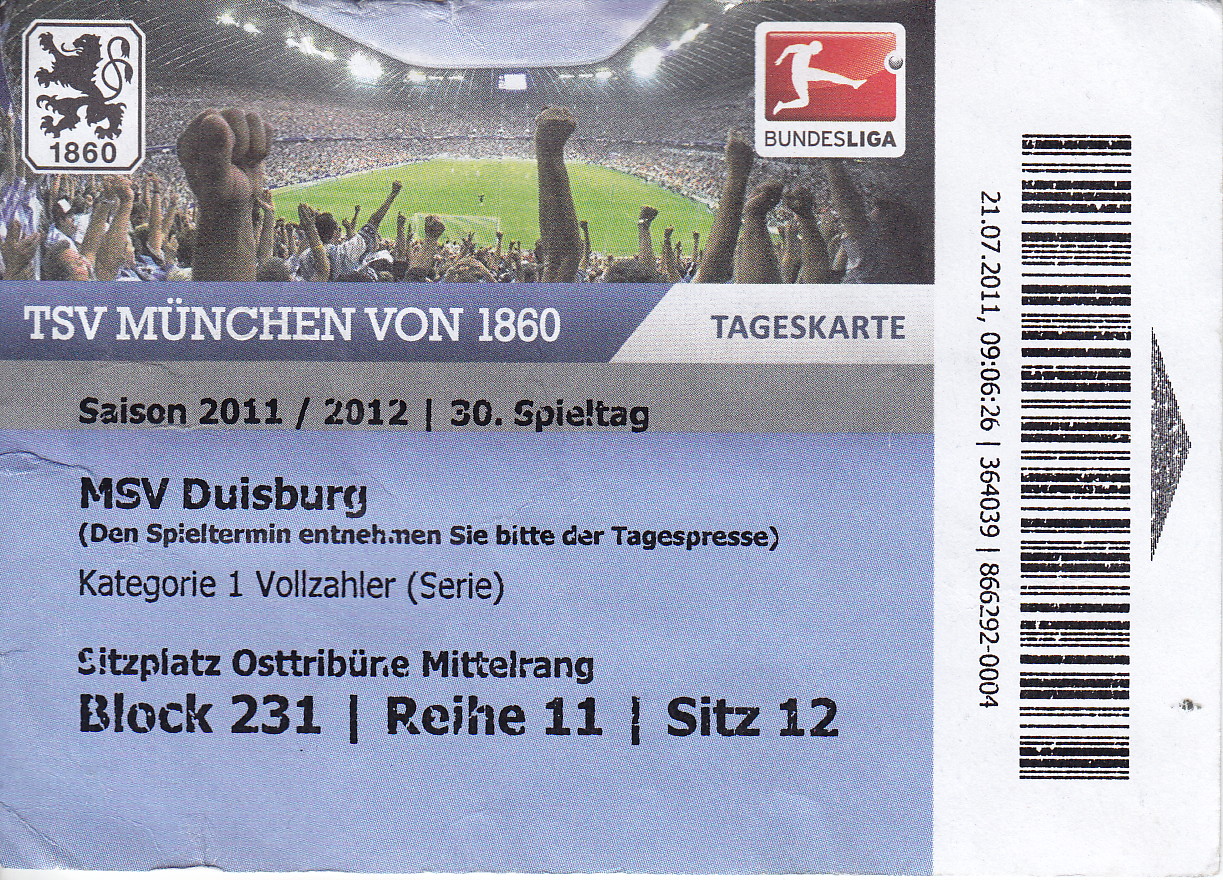 1860
BUNDESLIGA
TSV MÜNCHEN VON 1860
TAGESKARTE
Saison 2011 / 2012 | 30. Spieltag
MSV Duisburg
(Den Spieltermin entnehmen Sie bitte der Tagespresse)
Kategorie 1 Vollzahler (Serie)
Sitzplatz Osttribüne Mittelrang
Block 231 | Reihe 11 | Sitz 12
21.07.2011, 09:06:26 | 364039 | 866292-0004